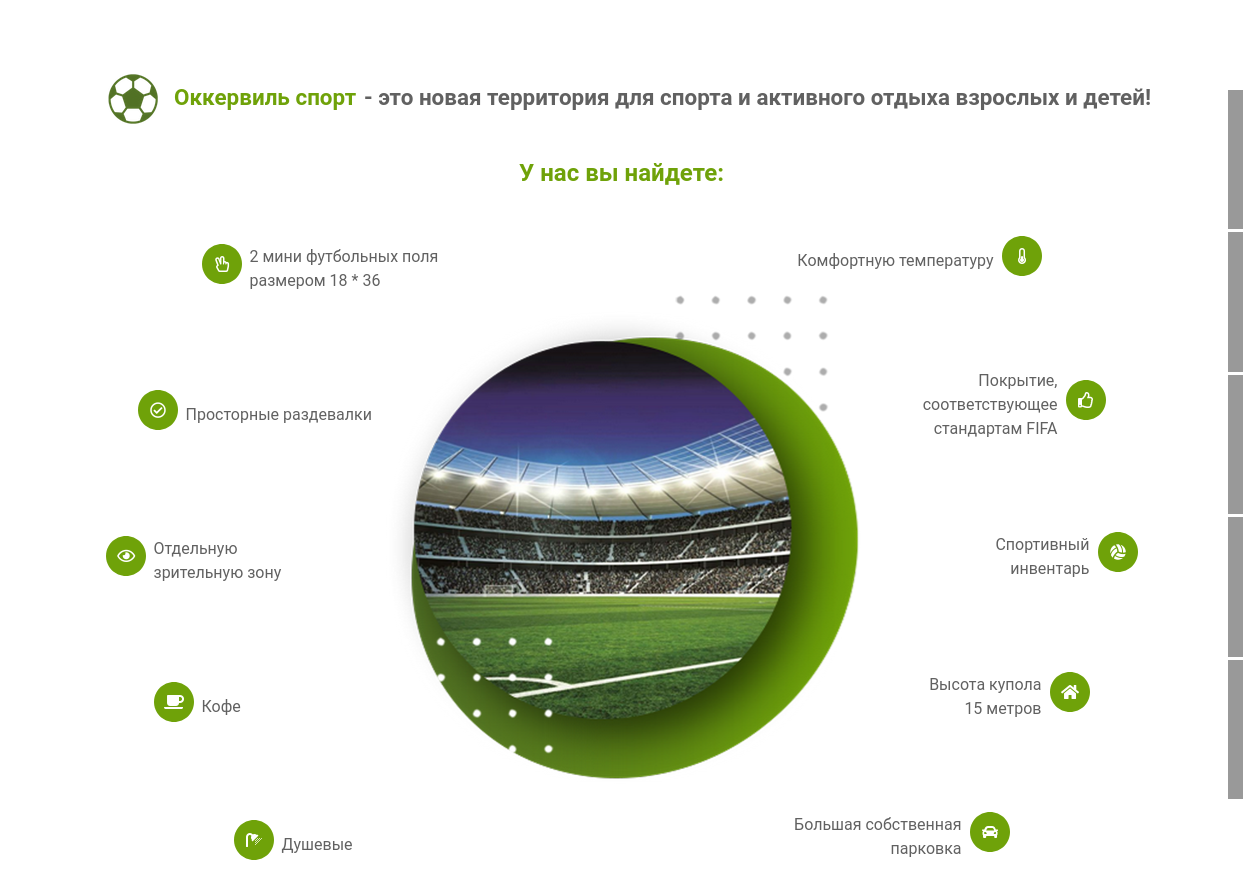 Оккервиль спорт - это новая территория для спорта и активного отдыха взрослых и детей!
У нас вы найдете:
2 мини футбольных поля
размером 18 * 36
Просторные раздевалки
Отдельную
зрительную зону
Кофе
Душевые
Комфортную температуру
Покрытие,
соответствующее
стандартам FIFA
Спортивный
инвентарь
Высота купола
15 метров
Большая собственная
парковка